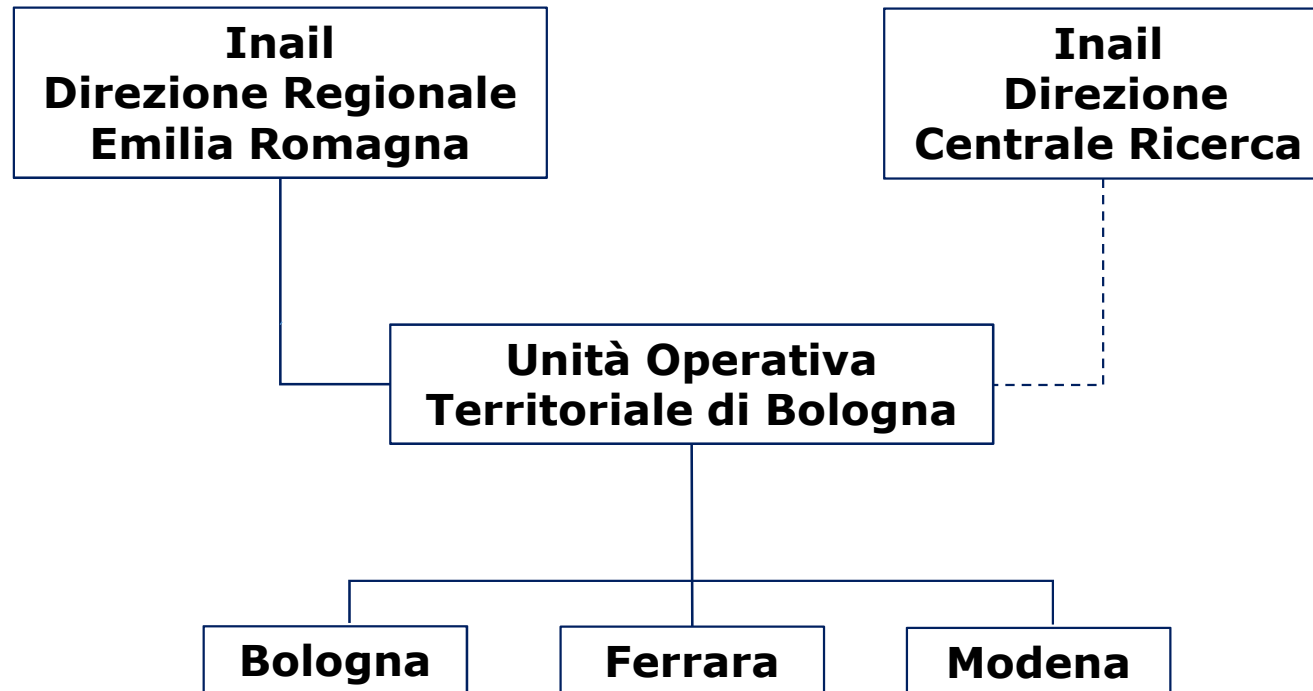 Inail
Direzione Regionale
Emilia Romagna
Inail
Direzione
Centrale Ricerca
Unità Operativa
Territoriale di Bologna
Bologna
Ferrara
Modena